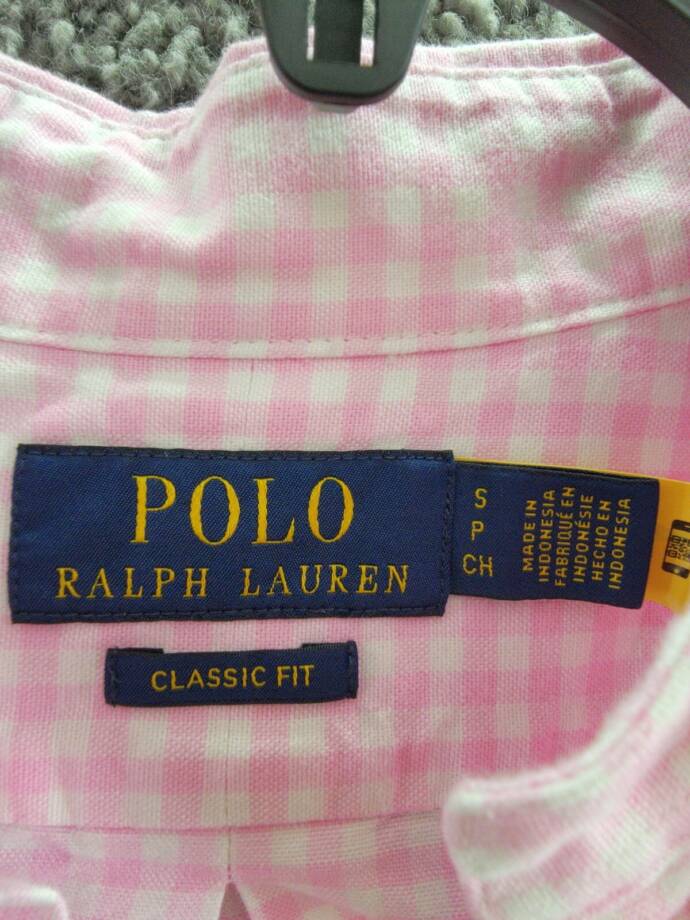 POLO
RALPH LAUREN
CLASSIC FIT
S
P
CH
MADE IN
INDONESIA
FABRIQUÉ EN
INDONÉSIE
HECHO EN
INDONESIA